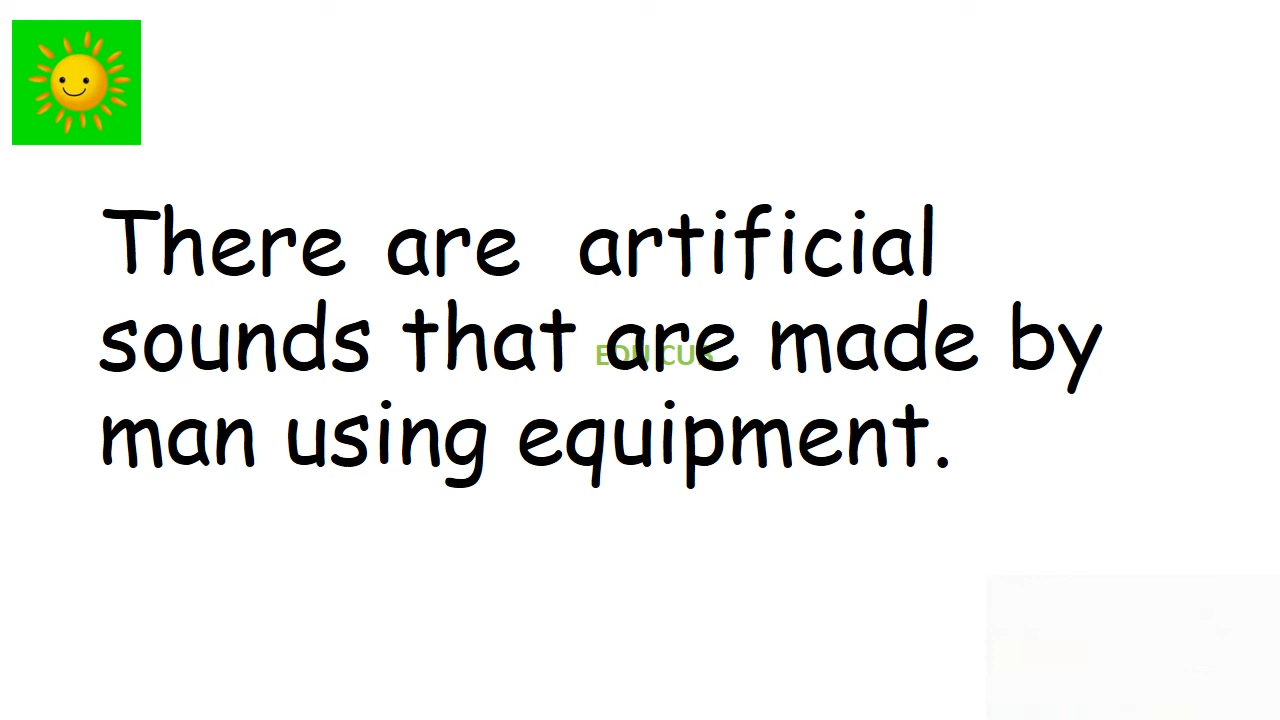 There are artificial
sounds that are made by
man using equipment.